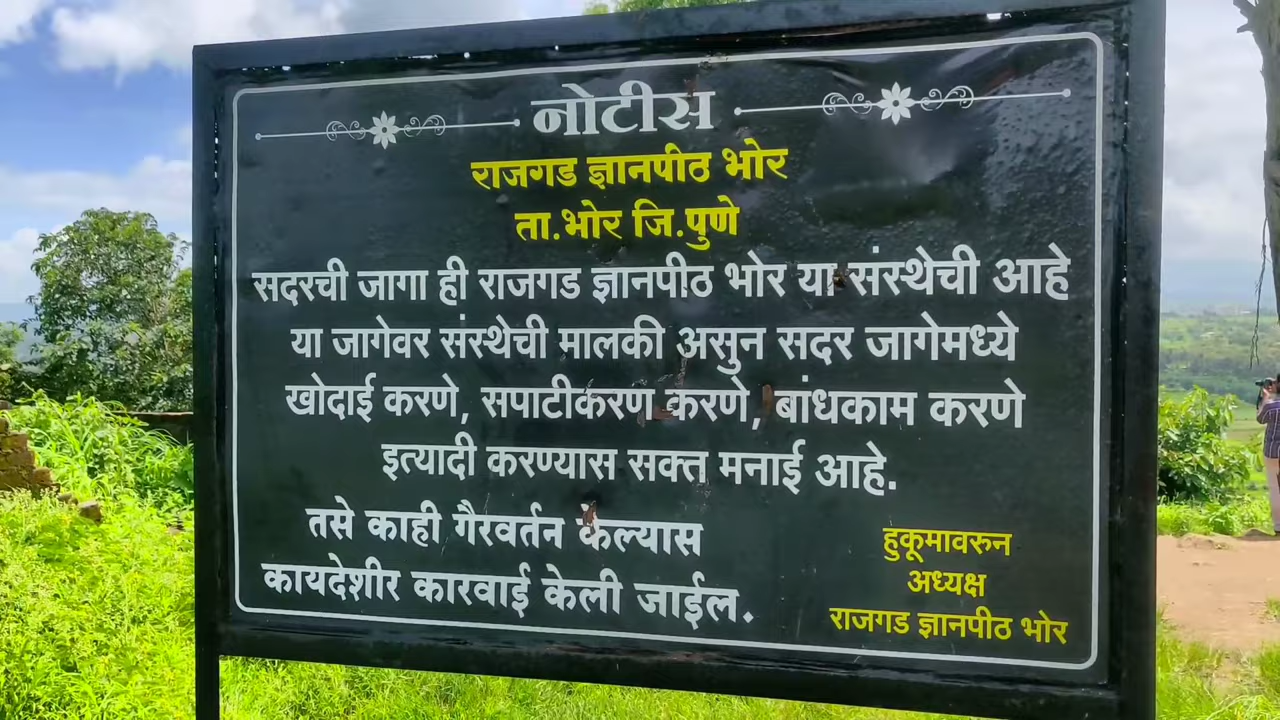 नोटीस
राजगड ज्ञानपीठ भोर
ता.भोर जि.पुणे
सदरची जागा ही राजगड ज्ञानपीठ भोर या संस्थेची आहे
या जागेवर संस्थेची मालकी असुन सदर जागेमध्ये
खोदाई करणे, सपाटीकरण करणे, बांधकाम करणे
इत्यादी करण्यास सक्त मनाई आहे.
तसे काही गैरवर्तन केल्यास
कायदेशीर कारवाई केली जाईल.
हुकूमावरुन
अध्यक्ष
राजगड ज्ञानपीठ भोर